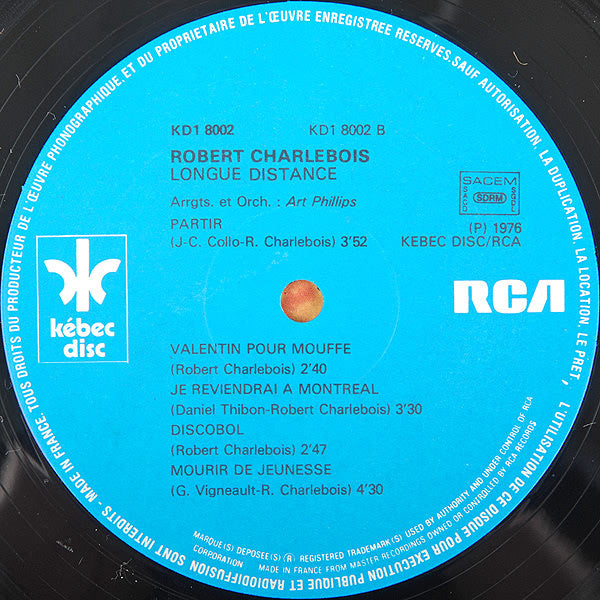 TOUS DROITS DU PRODUCTEUR DE L'ŒUVRE PHONOGRAPHIQUE.ET DU PROPRIETAIRE DE L'ŒUVRE ENREGISTREE RESERVES.SAUF AUTORISATION. LA DUPLICATION. LA LOCATION. LE PRET, L'UTILISATION DE CE DISQUE POUR EXECUTION PUBLIQUE ET RADIODIFFUSION SONT INTERDITS - MADE IN FRANCE.
KD1 8002 KD1 8002 B
ROBERT CHARLEBOIS
LONGUE DISTANCE
Arrgts. et Orch. : Art Phillips
PARTIR
(J-C. Collo-R. Charlebois) 3'52
SACEM
SACD SDRM SGDL
(P) 1976
KEBEC DISC/RCA
kébec
disc
RCA
VALENTIN POUR MOUFFE
(Robert Charlebois) 2'40
JE REVIENDRAI A MONTREAL
(Daniel Thibon-Robert Charlebois) 3'30
DISCOBOL
(Robert Charlebois) 2'47
MOURIR DE JEUNESSE
(G. Vigneault-R. Charlebois) 4'30
MARQUE(S) DEPOSEE(S) (R) REGISTERED TRADEMARK(S) USED BY AUTHORITY AND UNDER CONTROL OF RCA
CORPORATION MADE IN FRANCE FROM MASTER RECORDINGS OWNED OR CONTROLLED BY RCA RECORDS